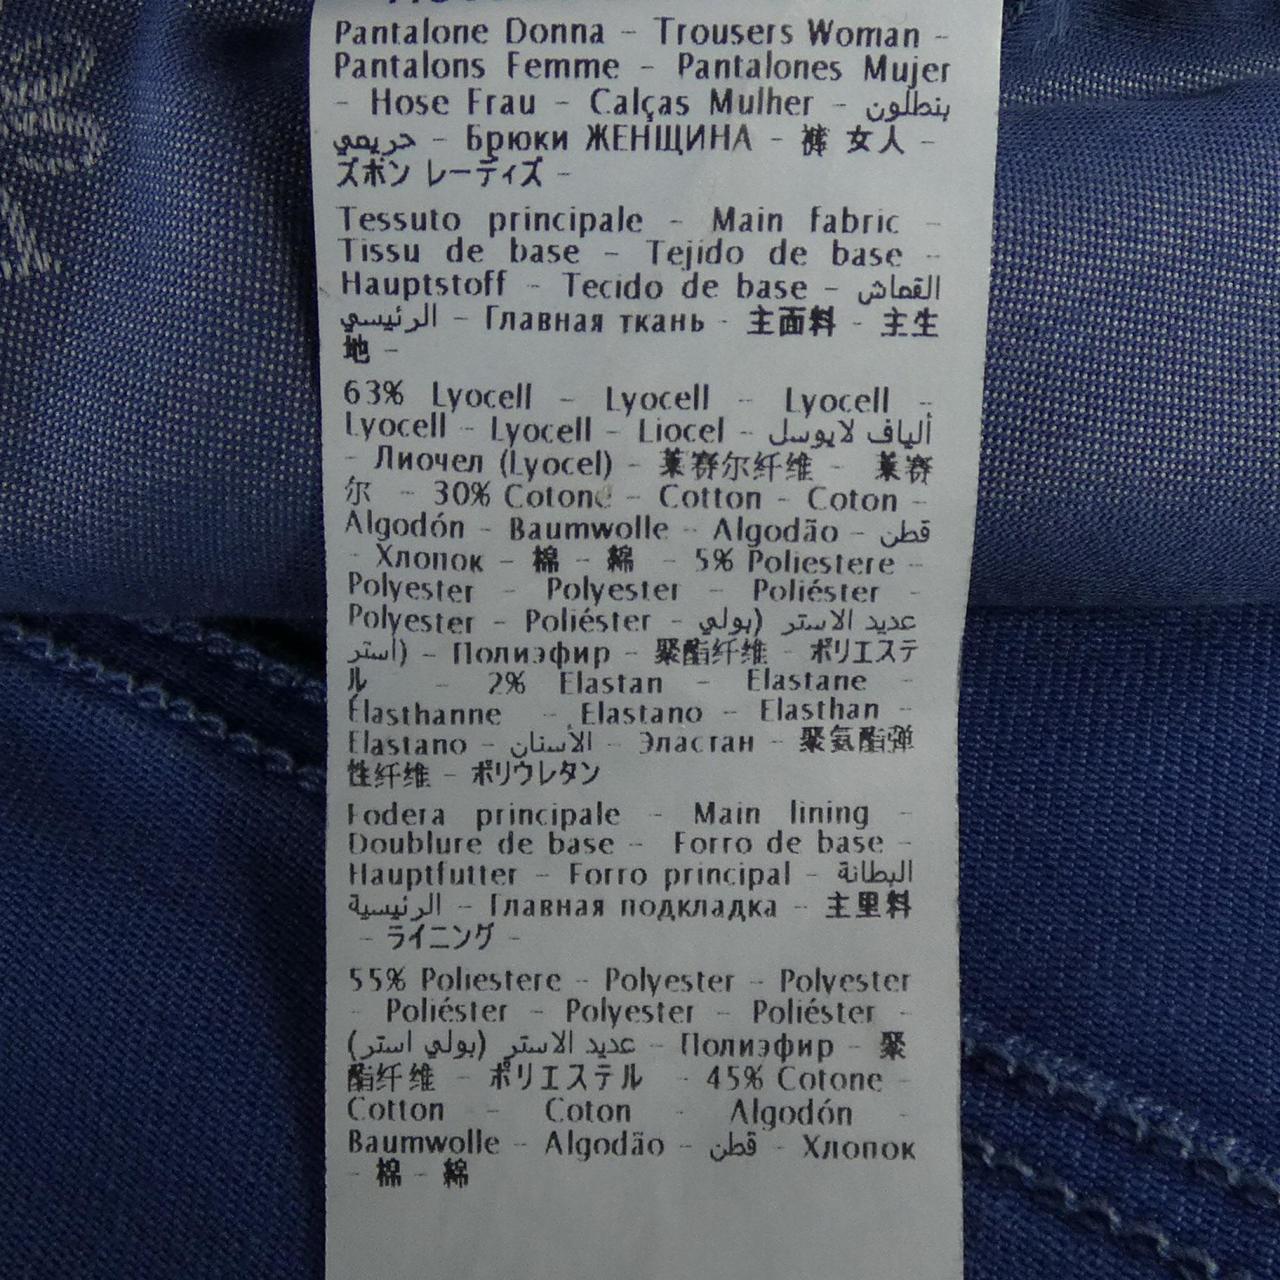 Pantalone Donna - Trousers Woman -
Pantalons Femme - Pantalones Mujer
- Hose Frau - Calças Mulher - بنطلون
حريمي - Брюки ЖЕНЩИНА - 裤 女人 -
ズボン レーディズ -
Tessuto principale - Main fabric -
Tissu de base - Tejido de base -
Hauptstoff - Tecido de base - القماش
الرئيسي - Главная ткань - 主面料 - 主生
地 -
63% Lyocell - Lyocell - Lyocell -
Lyocell - Lyocell - Liocel - ألياف لايوسل
- Лиочел (Lyocel) - 莱赛尔纤维 - 莱赛
尔 - 30% Cotone - Cotton - Coton -
Algodón - Baumwolle - Algodão - قطن
- Хлопок - 棉 - 綿 - 5% Poliestere -
Polyester - Polyester - Poliéster -
Polyester - Poliéster - عديد الاستر (بولي
استر) - Полиэфир - 聚酯纤维 - ポリエステ
ル - 2% Elastan - Elastane -
Élasthanne - Elastano - Elasthan -
Elastano - الأستان - Эластан - 聚氨酯弹
性纤维 - ポリウレタン
Fodera principale - Main lining -
Doublure de base - Forro de base -
Hauptfutter - Forro principal - البطانة
الرئيسية - Главная подкладка - 主里料
- ライニング -
55% Poliestere - Polyester - Polyester
- Poliéster - Polyester - Poliéster -
عديد الاستر (بولي استر) - Полиэфир - 聚
酯纤维 - ポリエステル - 45% Cotone -
Cotton - Coton - Algodón -
Baumwolle - Algodão - قطن - Хлопок
- 棉 - 綿